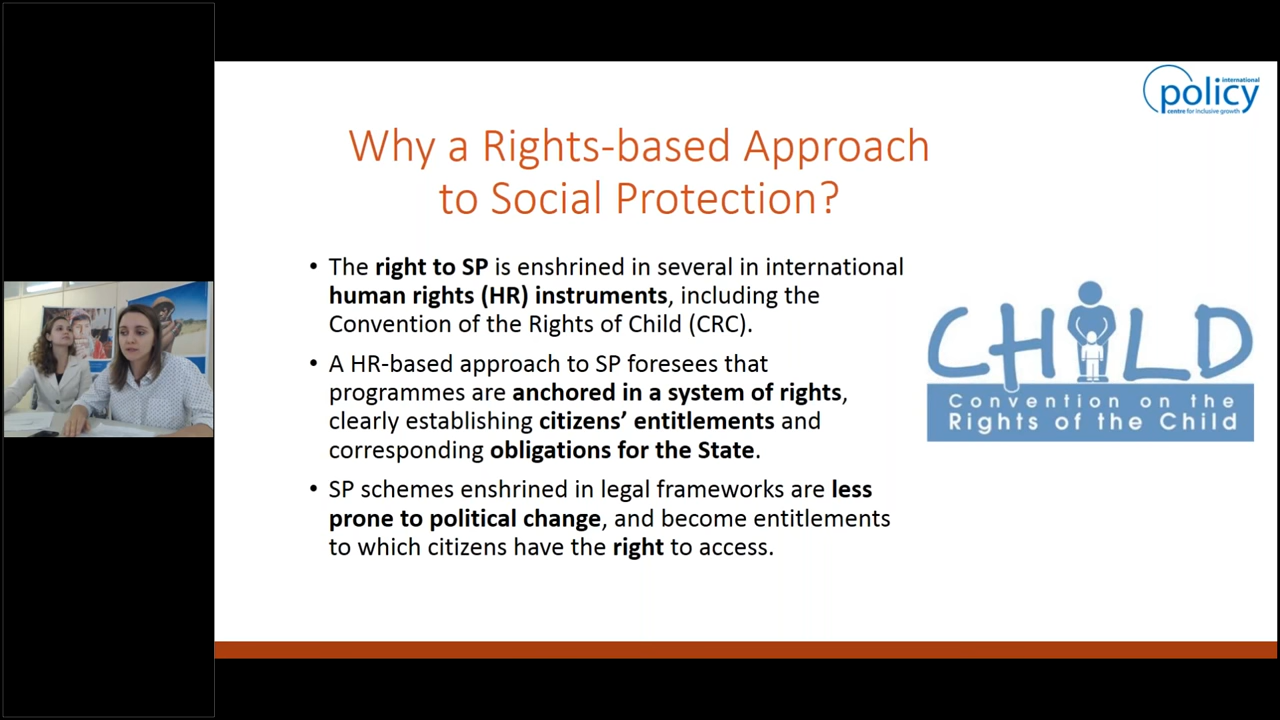 international
policy
centre for inclusive growth
Why a Rights-based Approach
to Social Protection?
• The right to SP is enshrined in several in international
human rights (HR) instruments, including the
Convention of the Rights of Child (CRC).
• A HR-based approach to SP foresees that
programmes are anchored in a system of rights,
clearly establishing citizens’ entitlements and
corresponding obligations for the State.
• SP schemes enshrined in legal frameworks are less
prone to political change, and become entitlements
to which citizens have the right to access.
CHILD
Convention on the
Rights of the Child